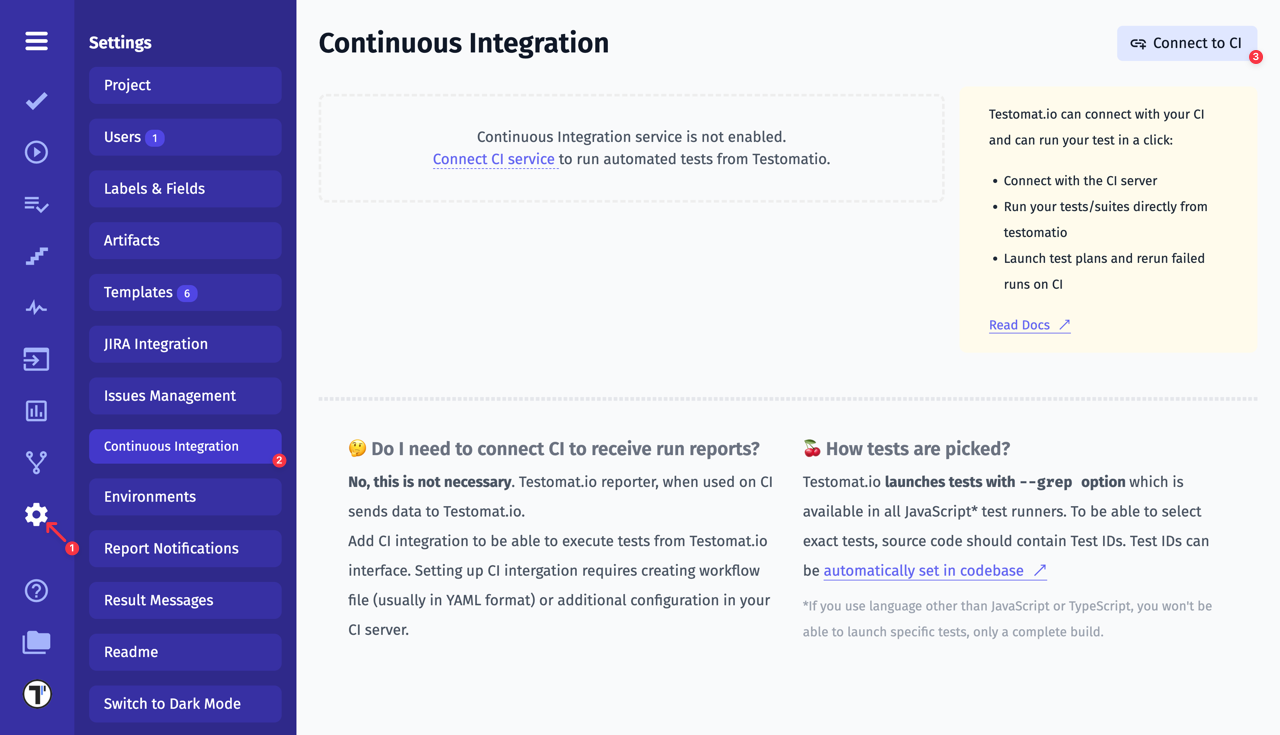 Settings
Project
Users 1
Labels & Fields
Artifacts
Templates 6
JIRA Integration
Issues Management
Continuous Integration
2
Environments
1
Report Notifications
Result Messages
Readme
Switch to Dark Mode
T
Continuous Integration
Connect to CI
3
Continuous Integration service is not enabled.
Connect CI service to run automated tests from Testomatio.
Testomat.io can connect with your CI
and can run your test in a click:
• Connect with the CI server
• Run your tests/suites directly from
testomatio
• Launch test plans and rerun failed
runs on CI
Read Docs ↗
🤔 Do I need to connect CI to receive run reports?
No, this is not necessary. Testomat.io reporter, when used on CI
sends data to Testomat.io.
Add CI integration to be able to execute tests from Testomat.io
interface. Setting up CI intergation requires creating workflow
file (usually in YAML format) or additional configuration in your
CI server.
🍒 How tests are picked?
Testomat.io launches tests with --grep option which is
available in all JavaScript* test runners. To be able to select
exact tests, source code should contain Test IDs. Test IDs can
be automatically set in codebase ↗
*If you use language other than JavaScript or TypeScript, you won't be
able to launch specific tests, only a complete build.